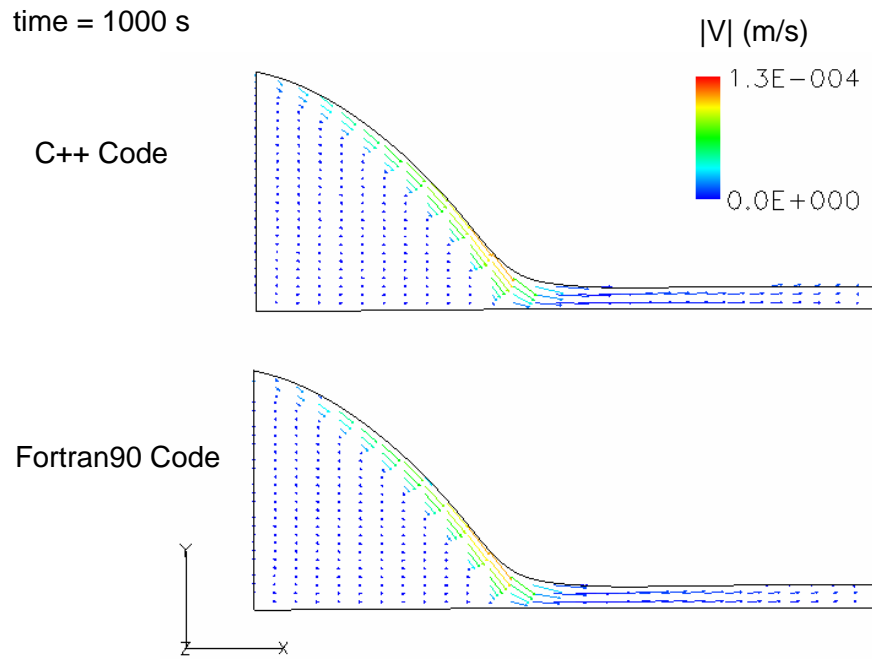 time = 1000 s
|V| (m/s)
1.3E-004
C++ Code
0.0E+000
Fortran90 Code
Y
Z
X